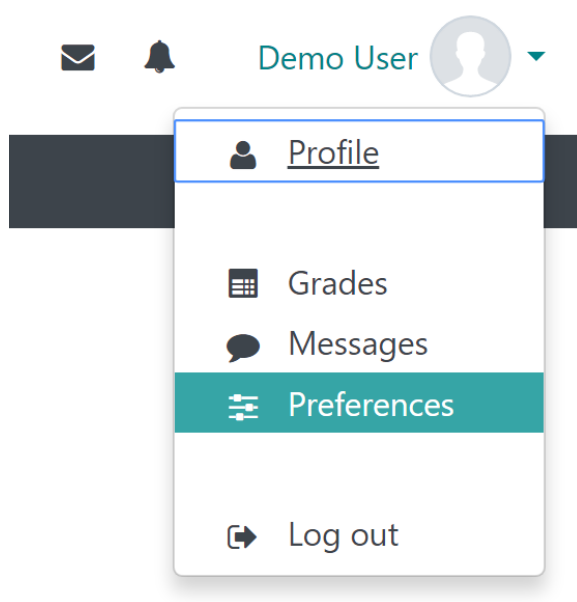 Demo User
Profile
Grades
Messages
Preferences
Log out